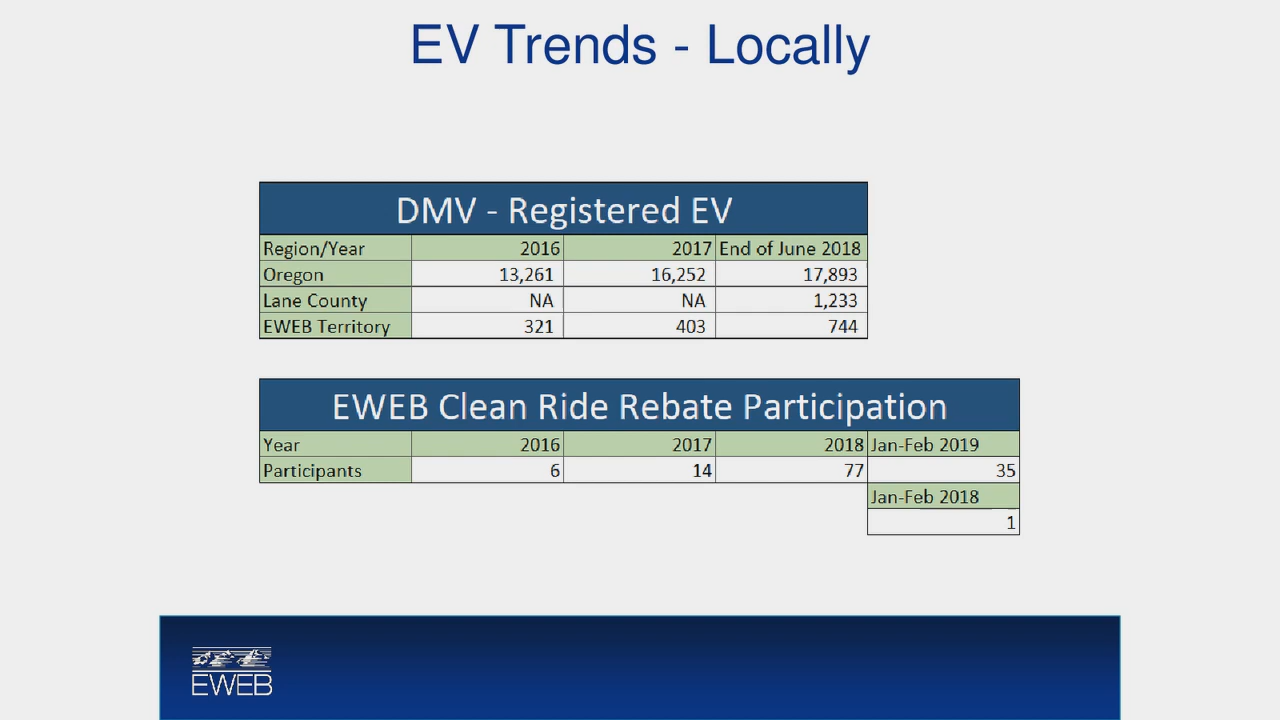 EV Trends - Locally
DMV - Registered EV
Region/Year 2016 2017 End of June 2018
Oregon 13,261 16,252 17,893
Lane County NA NA 1,233
EWEB Territory 321 403 744
EWEB Clean Ride Rebate Participation
Year 2016 2017 2018 Jan-Feb 2019
Participants 6 14 77 35
Jan-Feb 2018
1
EWEB